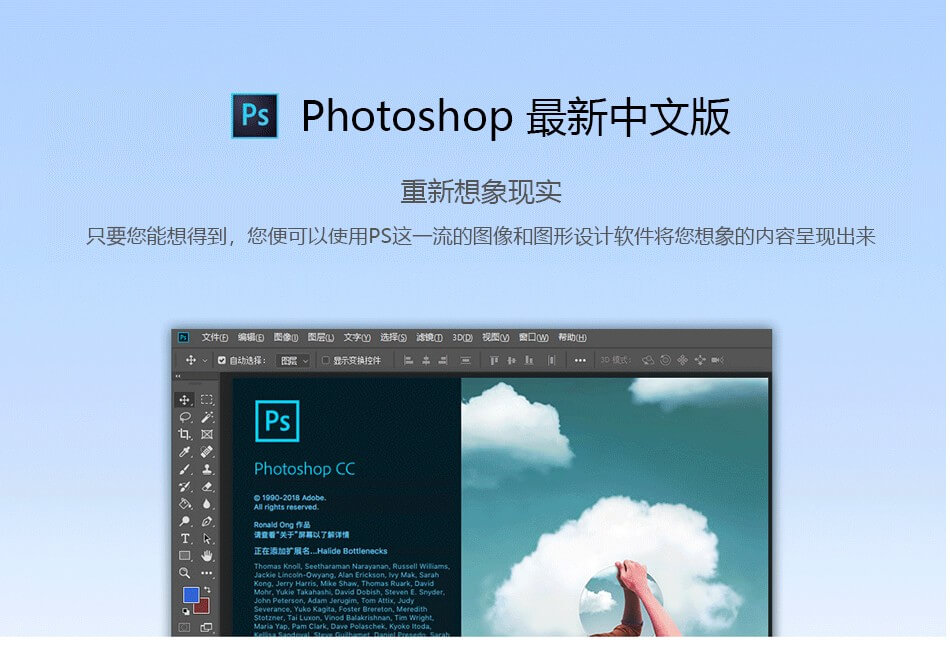 Ps Photoshop 最新中文版
重新想象现实
只要您能想得到，您便可以使用PS这一流的图像和图形设计软件将您想象的内容呈现出来
Ps 文件(F) 编辑(E) 图像(I) 图层(L) 文字(Y) 选择(S) 滤镜(T) 3D(D) 视图(V) 窗口(W) 帮助(H)
自动选择： 图层 显示变换控件 3D 模式：
Ps
Photoshop CC
© 1990-2018 Adobe.
All rights reserved.
Ronald Ong 作品
请查看“关于”屏幕以了解详情
正在添加扩展名...Halide Bottlenecks
Thomas Knoll, Seetharaman Narayanan, Russell Williams,
Jackie Lincoln-Owyang, Alan Erickson, Ivy Mak, Sarah
Kong, Jerry Harris, Mike Shaw, Thomas Ruark, David
Mohr, Yukie Takahashi, David Dobish, Steven E. Snyder,
John Peterson, Adam Jerugim, Tom Attix, Judy
Severance, Yuko Kagita, Foster Brereton, Meredith
Stotzner, Tai Luxon, Vinod Balakrishnan, Tim Wright,
Maria Yap, Pam Clark, Dave Polaschek, Kyoko Itoda,
Kellisa Sandoval, Steve Guilhamet, Daniel Presedo, Sarah